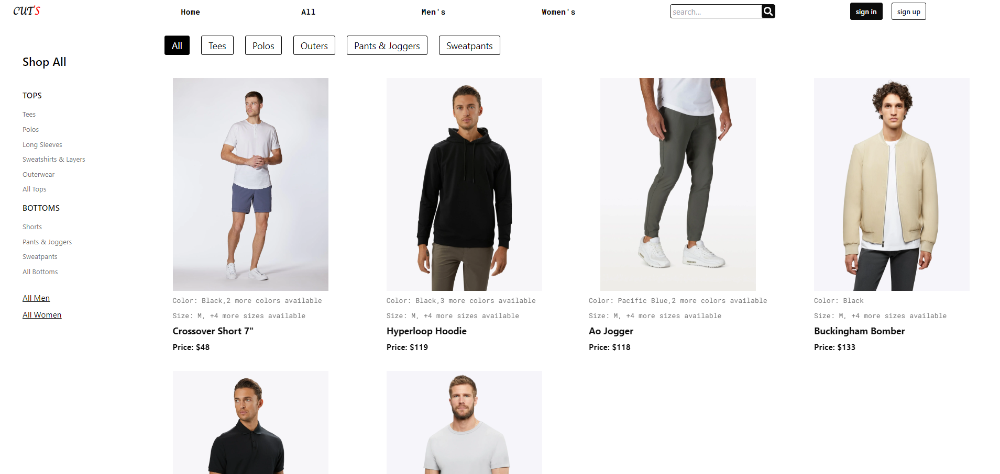 CUT'S
Home All Men's Women's search... sign in sign up
All Tees Polos Outers Pants & Joggers Sweatpants
Shop All
TOPS
Tees
Polos
Long Sleeves
Sweatshirts & Layers
Outerwear
All Tops
BOTTOMS
Shorts
Pants & Joggers
Sweatpants
All Bottoms
All Men
All Women
Color: Black,2 more colors available
Size: M, +4 more sizes available
Crossover Short 7"
Price: $48
Color: Black,3 more colors available
Size: M, +4 more sizes available
Hyperloop Hoodie
Price: $119
Color: Pacific Blue,2 more colors available
Size: M, +4 more sizes available
Ao Jogger
Price: $118
Color: Black
Size: M, +4 more sizes available
Buckingham Bomber
Price: $133